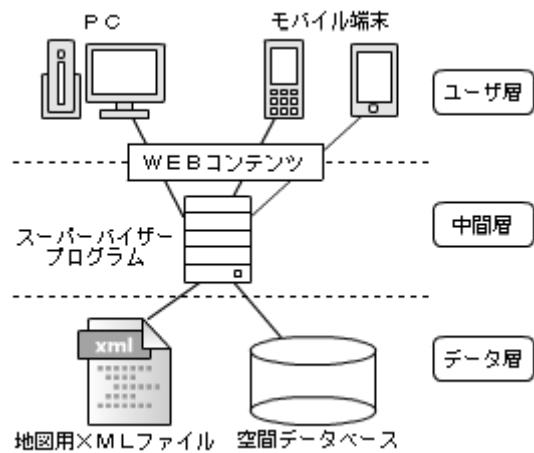 ＰＣ
モバイル端末
ユーザ層
ＷＥＢコンテンツ
スーパーバイザー
プログラム
中間層
xml
データ層
地図用ＸＭＬファイル
空間データベース